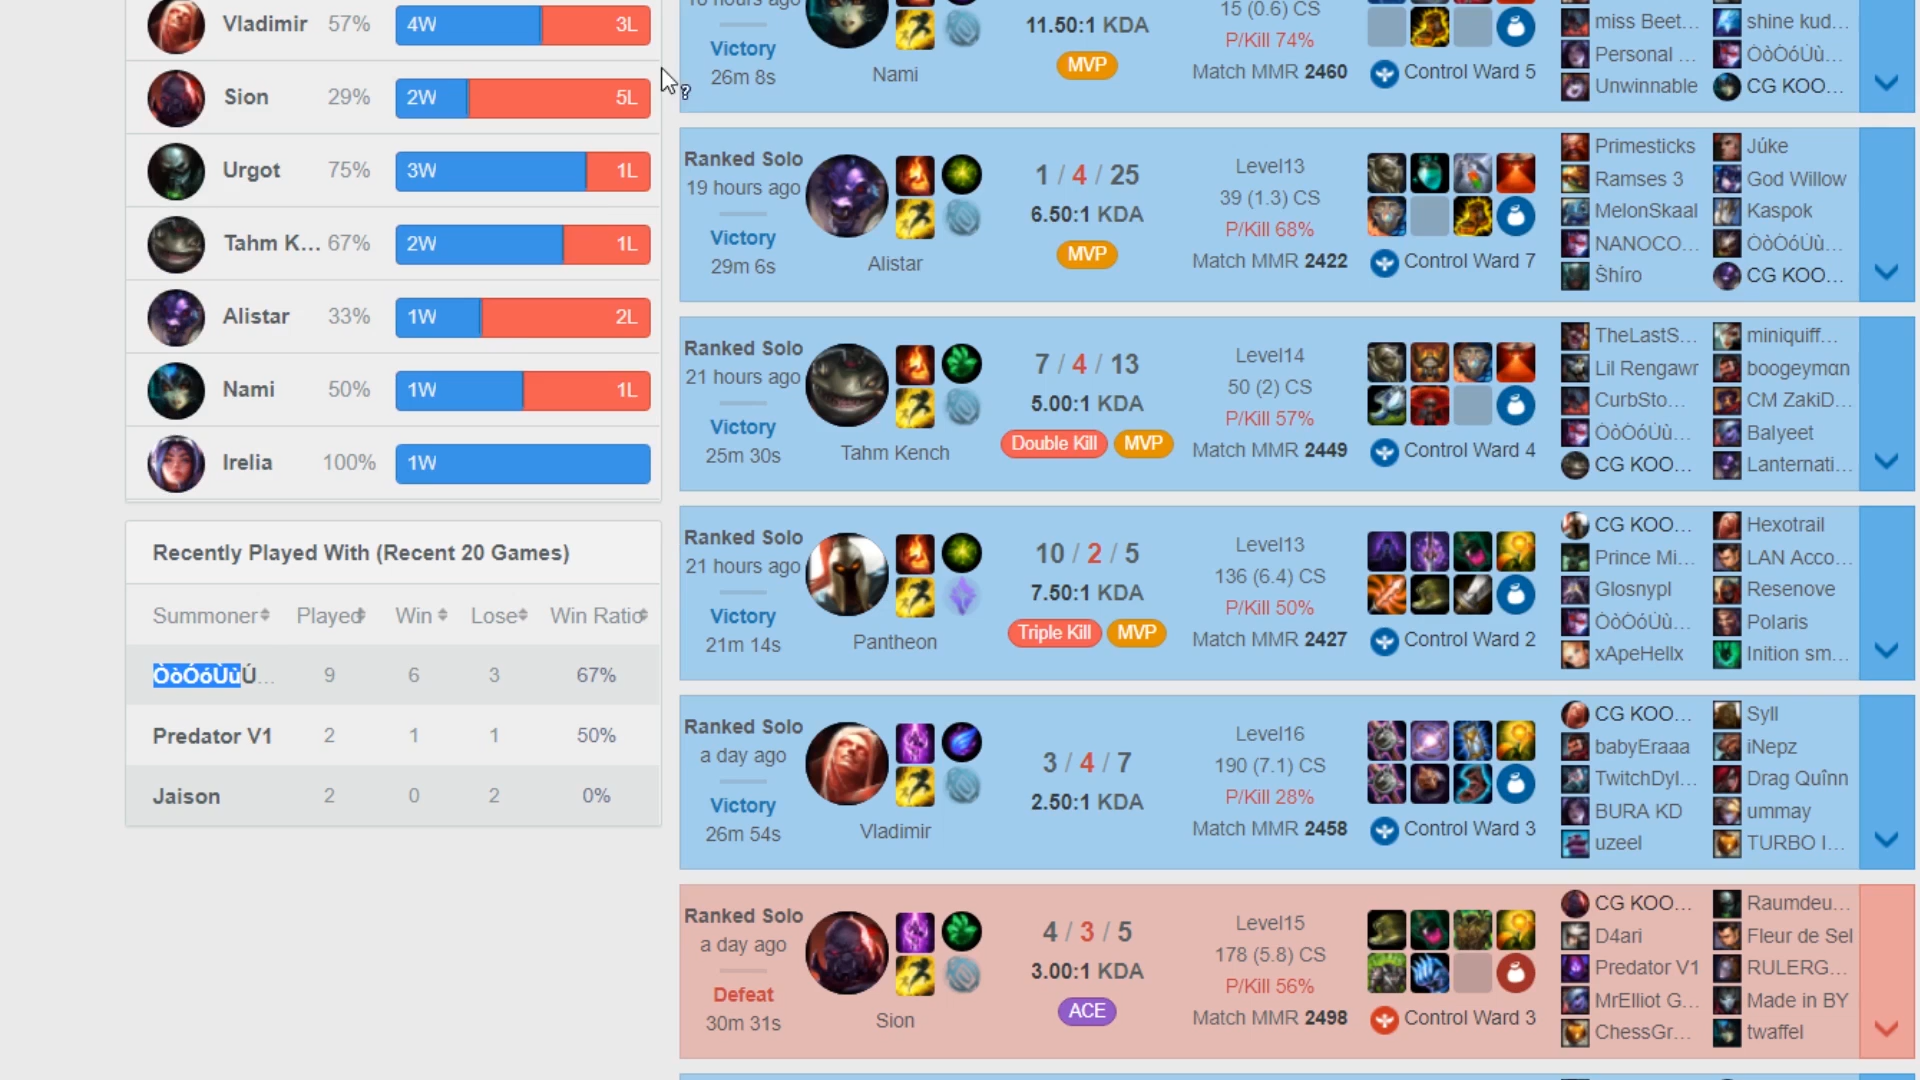 Vladimir 57% 4W 3L
Sion 29% 2W 5L
Urgot 75% 3W 1L
Tahm K... 67% 2W 1L
Alistar 33% 1W 2L
Nami 50% 1W 1L
Irelia 100% 1W
Recently Played With (Recent 20 Games)
Summoner Played Win Lose Win Ratio
ÒòÓóÙùÚ... 9 6 3 67%
Predator V1 2 1 1 50%
Jaison 2 0 2 0%
Victory
26m 8s
Nami
11.50:1 KDA
MVP
15 (0.6) CS
P/Kill 74%
Match MMR 2460
Control Ward 5
miss Beet... shine kud...
Personal ... ÒòÓóÙù...
Unwinnable CG KOO...
Ranked Solo
19 hours ago
Victory
29m 6s
Alistar
1 / 4 / 25
6.50:1 KDA
MVP
Level13
39 (1.3) CS
P/Kill 68%
Match MMR 2422
Control Ward 7
Primesticks Júke
Ramses 3 God Willow
MelonSkaal Kaspok
NANOCO... ÒòÓóÙù...
Shíro CG KOO...
Ranked Solo
21 hours ago
Victory
25m 30s
Tahm Kench
7 / 4 / 13
5.00:1 KDA
Double Kill MVP
Level14
50 (2) CS
P/Kill 57%
Match MMR 2449
Control Ward 4
TheLastS... miniquiff...
Lil Rengawr boogeymɑn
CurbSto... CM ZakiD...
ÒòÓóÙù... Balyeet
CG KOO... Lanternati...
Ranked Solo
21 hours ago
Victory
21m 14s
Pantheon
10 / 2 / 5
7.50:1 KDA
Triple Kill MVP
Level13
136 (6.4) CS
P/Kill 50%
Match MMR 2427
Control Ward 2
CG KOO... Hexotrail
Prince Mi... LAN Acco...
Glosnypl Resenove
ÒòÓóÙù... Polaris
xApeHellx Inition sm...
Ranked Solo
a day ago
Victory
26m 54s
Vladimir
3 / 4 / 7
2.50:1 KDA
Level16
190 (7.1) CS
P/Kill 28%
Match MMR 2458
Control Ward 3
CG KOO... Syll
babyEraaa iNepz
TwitchDyl... Drag Quînn
BURA KD ummay
uzeel TURBO I...
Ranked Solo
a day ago
Defeat
30m 31s
Sion
4 / 3 / 5
3.00:1 KDA
ACE
Level15
178 (5.8) CS
P/Kill 56%
Match MMR 2498
Control Ward 3
CG KOO... Raumdeu...
D4ari Fleur de Sel
Predator V1 RULERG...
MrElliot G... Made in BY
ChessGr... twaffel